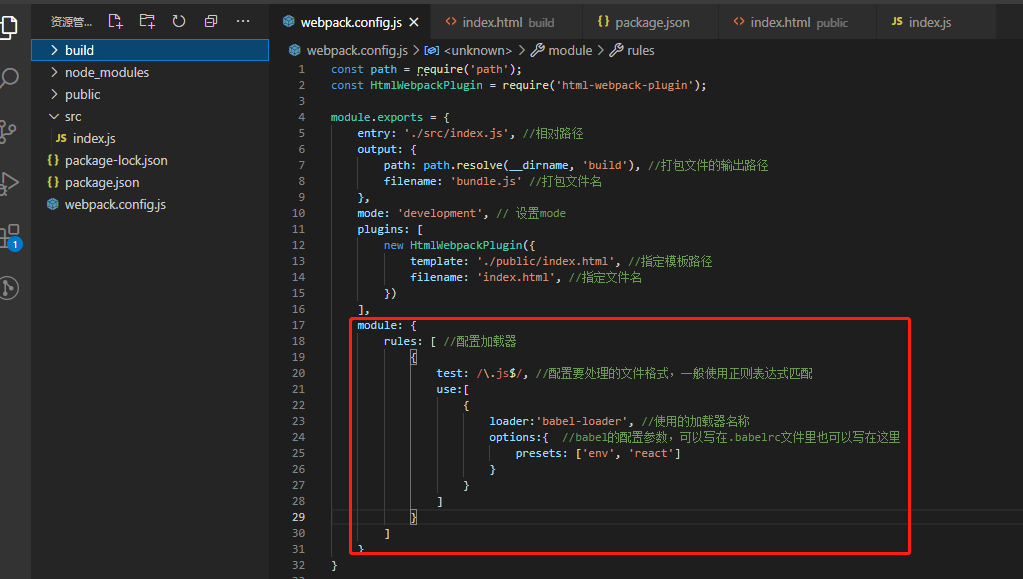 资源管...
webpack.config.js
index.html build
package.json
index.html public
JS index.js
build
node_modules
public
src
JS index.js
{} package-lock.json
{} package.json
webpack.config.js
1
webpack.config.js > <unknown> > module > rules
1 const path = require('path');
2 const HtmlWebpackPlugin = require('html-webpack-plugin');
3
4 module.exports = {
5 entry: './src/index.js', //相对路径
6 output: {
7 path: path.resolve(__dirname, 'build'), //打包文件的输出路径
8 filename: 'bundle.js' //打包文件名
9 },
10 mode: 'development', // 设置mode
11 plugins: [
12 new HtmlWebpackPlugin({
13 template: './public/index.html', //指定模板路径
14 filename: 'index.html', //指定文件名
15 })
16 ],
17 module: {
18 rules: [ //配置加载器
19 {
20 test: /\.js$/, //配置要处理的文件格式，一般使用正则表达式匹配
21 use:[
22 {
23 loader:'babel-loader', //使用的加载器名称
24 options:{ //babel的配置参数，可以写在.babelrc文件里也可以写在这里
25 presets: ['env', 'react']
26 }
27 }
28 ]
29 }
30 ]
31 }
32 }